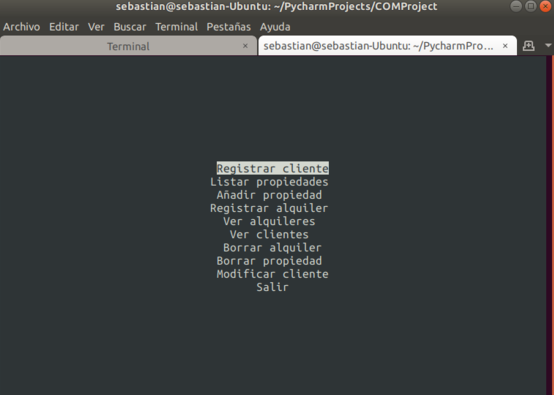 sebastian@sebastian-Ubuntu: ~/PycharmProjects/COMProject
Archivo Editar Ver Buscar Terminal Pestañas Ayuda
Terminal × sebastian@sebastian-Ubuntu: ~/PycharmPro... ×
Registrar cliente
Listar propiedades
Añadir propiedad
Registrar alquiler
Ver alquileres
Ver clientes
Borrar alquiler
Borrar propiedad
Modificar cliente
Salir